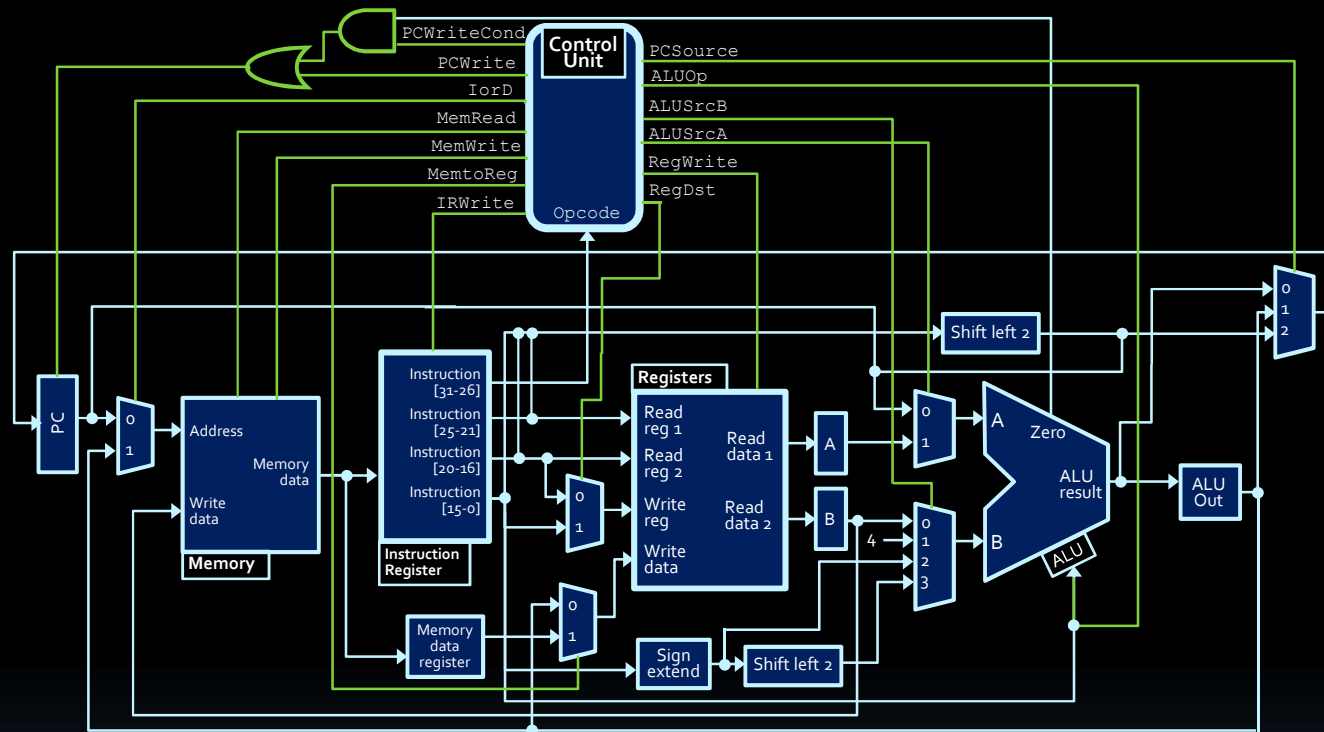 PCWriteCond
PCWrite
IorD
MemRead
MemWrite
MemtoReg
IRWrite
Control
Unit
Opcode
PCSource
ALUOp
ALUSrcB
ALUSrcA
RegWrite
RegDst
PC
0
1
Address
Memory
data
Write
data
Memory
Instruction
[31-26]
Instruction
[25-21]
Instruction
[20-16]
Instruction
[15-0]
Instruction
Register
Memory
data
register
0
1
0
1
Registers
Read
reg 1
Read
reg 2
Write
reg
Write
data
Read
data 1
Read
data 2
Sign
extend
Shift left 2
A
B
4
0
1
0
1
2
3
Shift left 2
A
B
Zero
ALU
result
ALU
ALU
Out
0
1
2